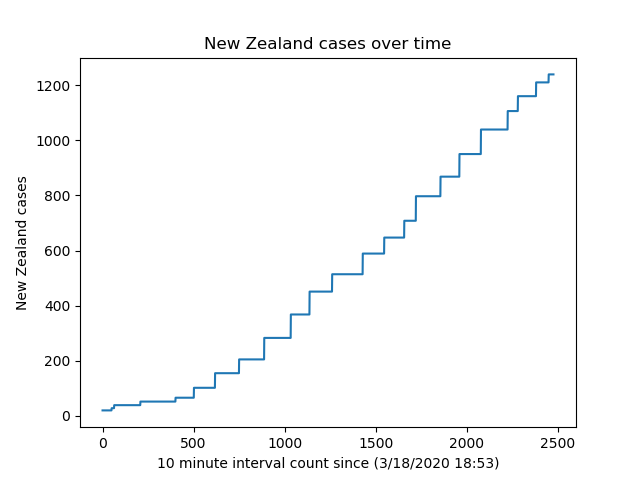 New Zealand cases over time
1200
1000
800
600
400
200
0
New Zealand cases
0 500 1000 1500 2000 2500
10 minute interval count since (3/18/2020 18:53)